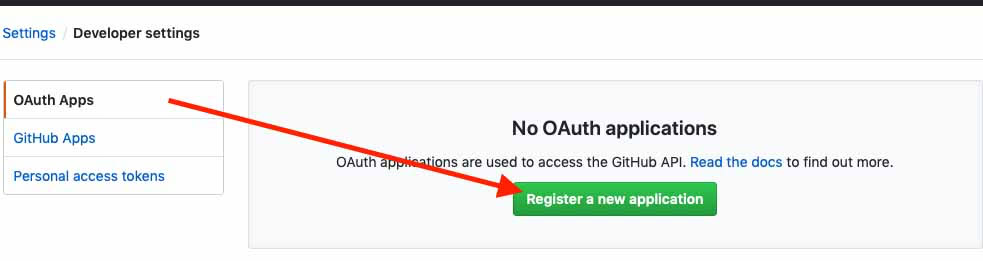 Settings / Developer settings
OAuth Apps
GitHub Apps
Personal access tokens
No OAuth applications
OAuth applications are used to access the GitHub API. Read the docs to find out more.
Register a new application